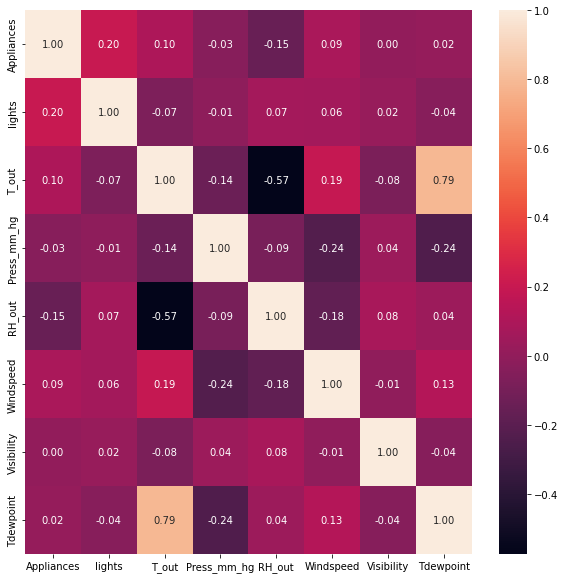 Appliances 1.00 0.20 0.10 -0.03 -0.15 0.09 0.00 0.02
lights 0.20 1.00 -0.07 -0.01 0.07 0.06 0.02 -0.04
T_out 0.10 -0.07 1.00 -0.14 -0.57 0.19 -0.08 0.79
Press_mm_hg -0.03 -0.01 -0.14 1.00 -0.09 -0.24 0.04 -0.24
RH_out -0.15 0.07 -0.57 -0.09 1.00 -0.18 0.08 0.04
Windspeed 0.09 0.06 0.19 -0.24 -0.18 1.00 -0.01 0.13
Visibility 0.00 0.02 -0.08 0.04 0.08 -0.01 1.00 -0.04
Tdewpoint 0.02 -0.04 0.79 -0.24 0.04 0.13 -0.04 1.00
Appliances lights T_out Press_mm_hg RH_out Windspeed Visibility Tdewpoint
1.0
0.8
0.6
0.4
0.2
0.0
−0.2
−0.4